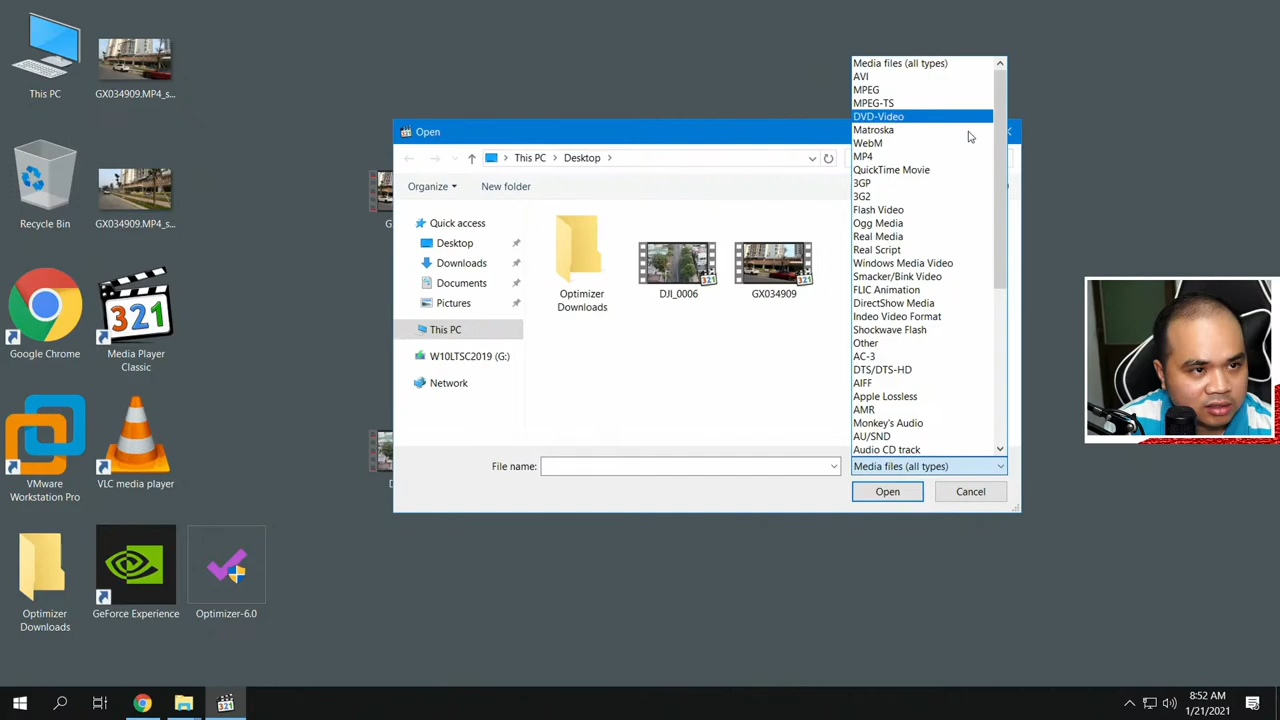 This PC
GX034909.MP4_s...
Recycle Bin
GX034909.MP4_s...
Google Chrome
Media Player
Classic
VMware
Workstation Pro
VLC media player
Optimizer
Downloads
GeForce Experience
Optimizer-6.0
Open
This PC
Desktop
Organize
New folder
Quick access
Desktop
Downloads
Documents
Pictures
This PC
W10LTSC2019 (G:)
Network
Optimizer
Downloads
DJI_0006
GX034909
321
321
321
Media files (all types)
AVI
MPEG
MPEG-TS
DVD-Video
Matroska
WebM
MP4
QuickTime Movie
3GP
3G2
Flash Video
Ogg Media
Real Media
Real Script
Windows Media Video
Smacker/Bink Video
FLIC Animation
DirectShow Media
Indeo Video Format
Shockwave Flash
Other
AC-3
DTS/DTS-HD
AIFF
Apple Lossless
AMR
Monkey's Audio
AU/SND
Audio CD track
File name:
Media files (all types)
Open
Cancel
8:52 AM
1/21/2021